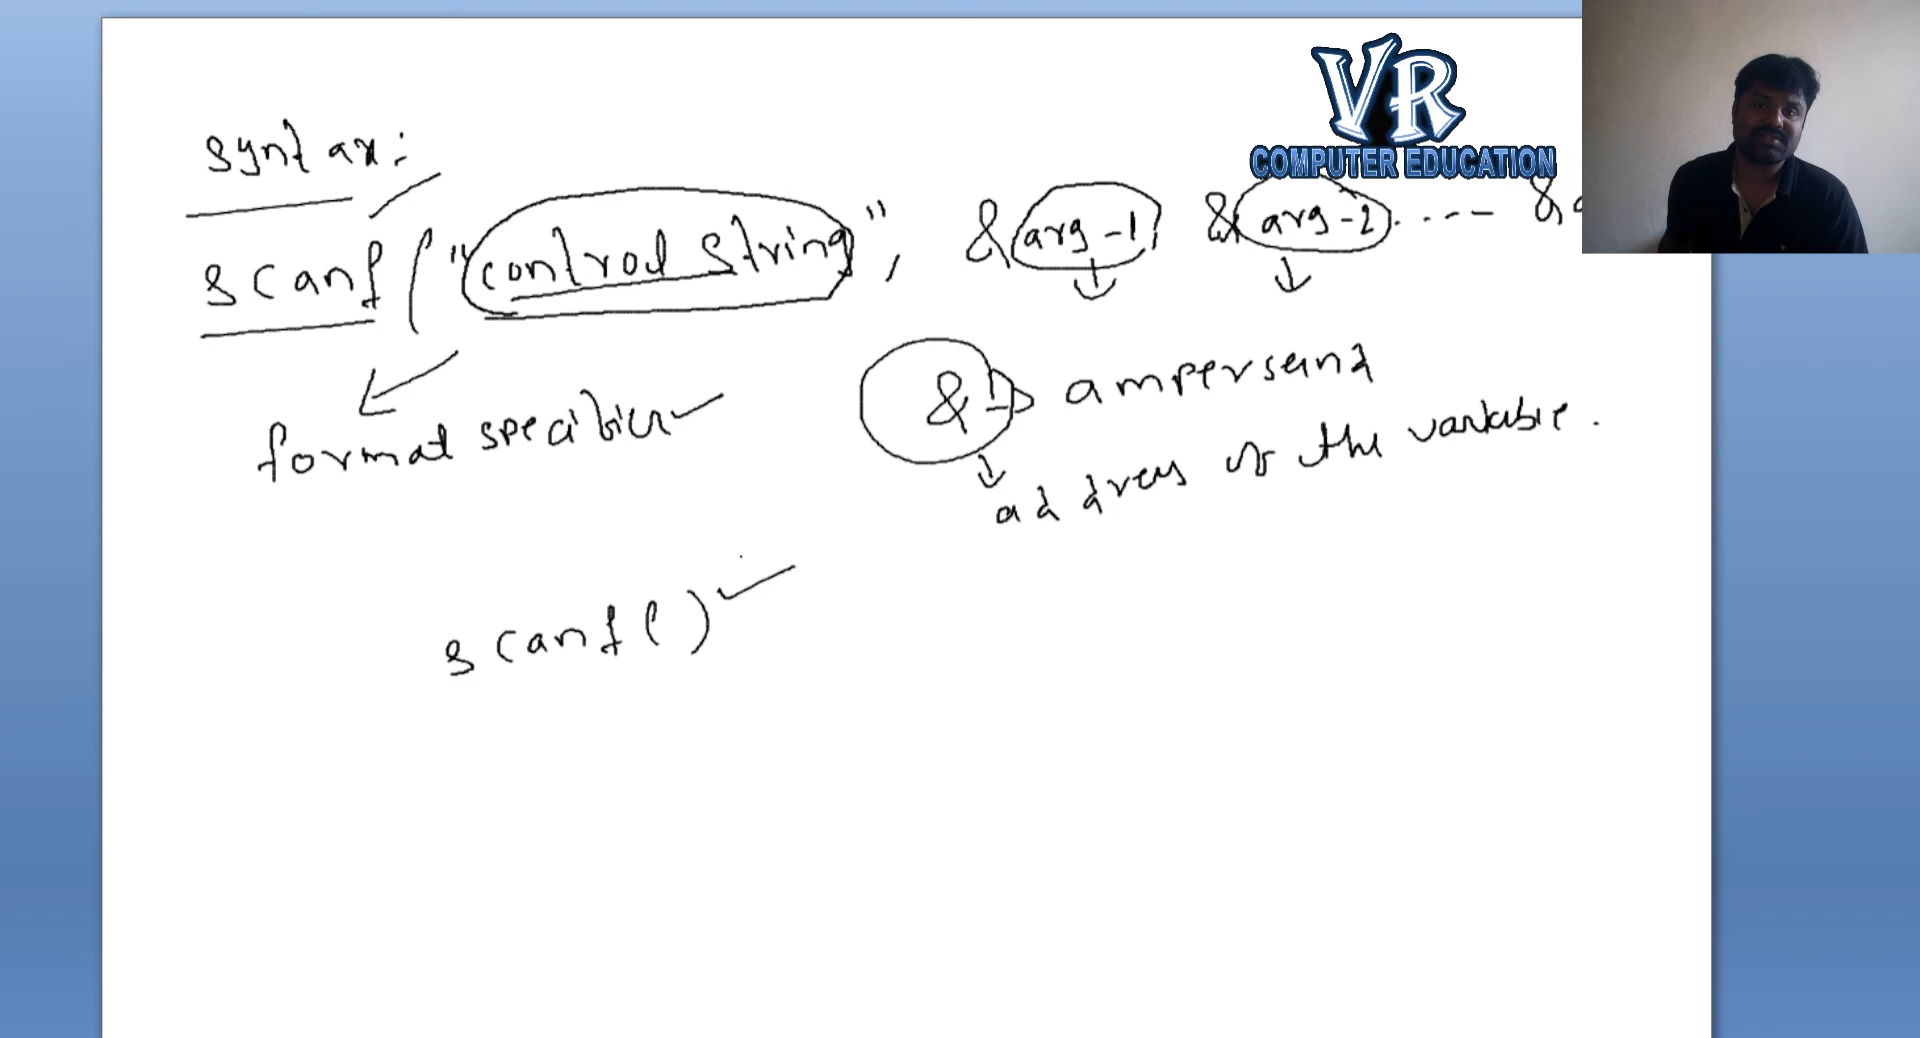 VR
COMPUTER EDUCATION
syntax:
scanf("control string", &arg-1, &arg-2.---- &
format specifier
& → ampersand
address of the variable.
scanf()